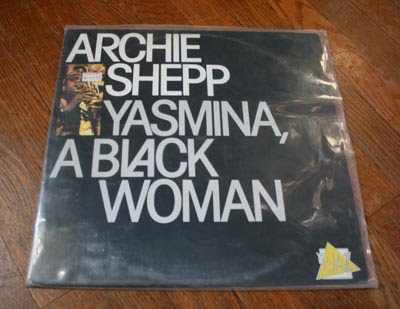 ARCHIE
SHEPP
YASMINA,
A BLACK
WOMAN